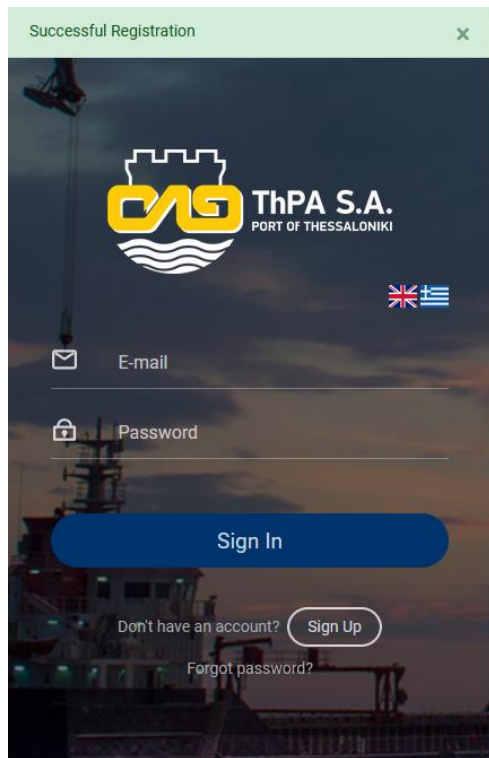 Successful Registration
ThPA S.A.
PORT OF THESSALONIKI
E-mail
Password
Sign In
Don't have an account? Sign Up
Forgot password?